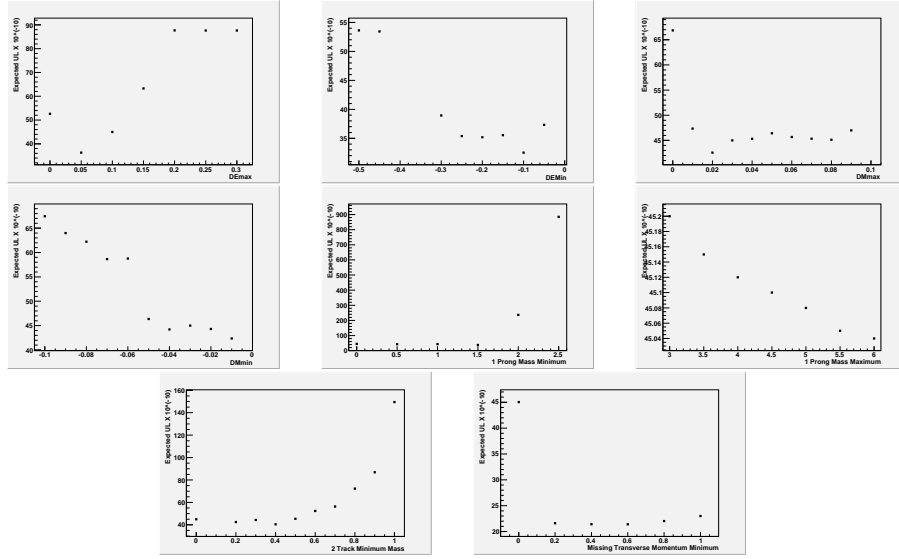 Expected UL X 10^(-10)
90
80
70
60
50
40
0 0.05 0.1 0.15 0.2 0.25 0.3
DEmax
Expected UL X 10^(-10)
55
50
45
40
35
-0.5 -0.4 -0.3 -0.2 -0.1 0
DEMin
Expected UL X 10^(-10)
65
60
55
50
45
0 0.02 0.04 0.06 0.08 0.1
DMmax
Expected UL X 10^(-10)
65
60
55
50
45
40
-0.1 -0.08 -0.06 -0.04 -0.02 0
DMmin
Expected UL X 10^(-10)
900
800
700
600
500
400
300
200
100
0
0 0.5 1 1.5 2 2.5
1 Prong Mass Minimum
Expected UL X 10^(-10)
45.2
45.16
45.12
45.1
45.08
45.04
3 3.5 4 4.5 5 5.5 6
1 Prong Mass Maximum
Expected UL X 10^(-10)
160
140
120
100
80
60
40
0 0.2 0.4 0.6 0.8 1
2 Track Minimum Mass
Expected UL X 10^(-10)
45
40
35
30
25
20
0 0.2 0.4 0.6 0.8 1
Missing Transverse Momentum Minimum